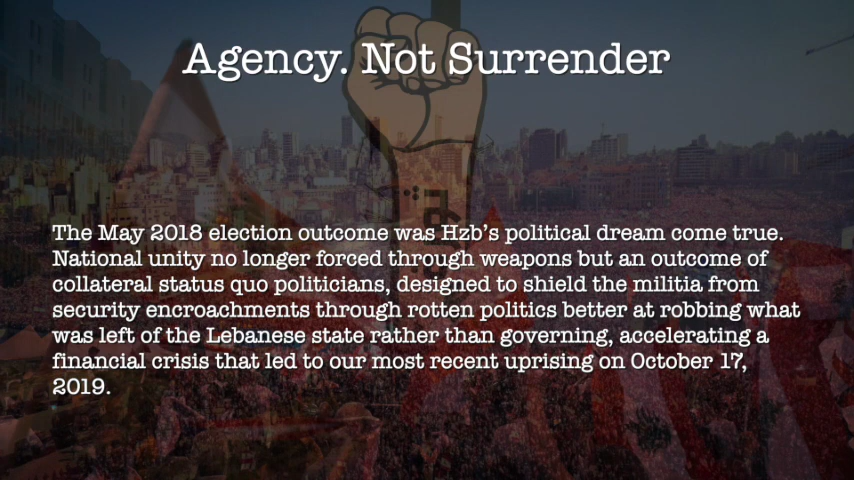 Agency. Not Surrender
The May 2018 election outcome was Hzb's political dream come true.
National unity no longer forced through weapons but an outcome of
collateral status quo politicians, designed to shield the militia from
security encroachments through rotten politics better at robbing what
was left of the Lebanese state rather than governing, accelerating a
financial crisis that led to our most recent uprising on October 17,
2019.